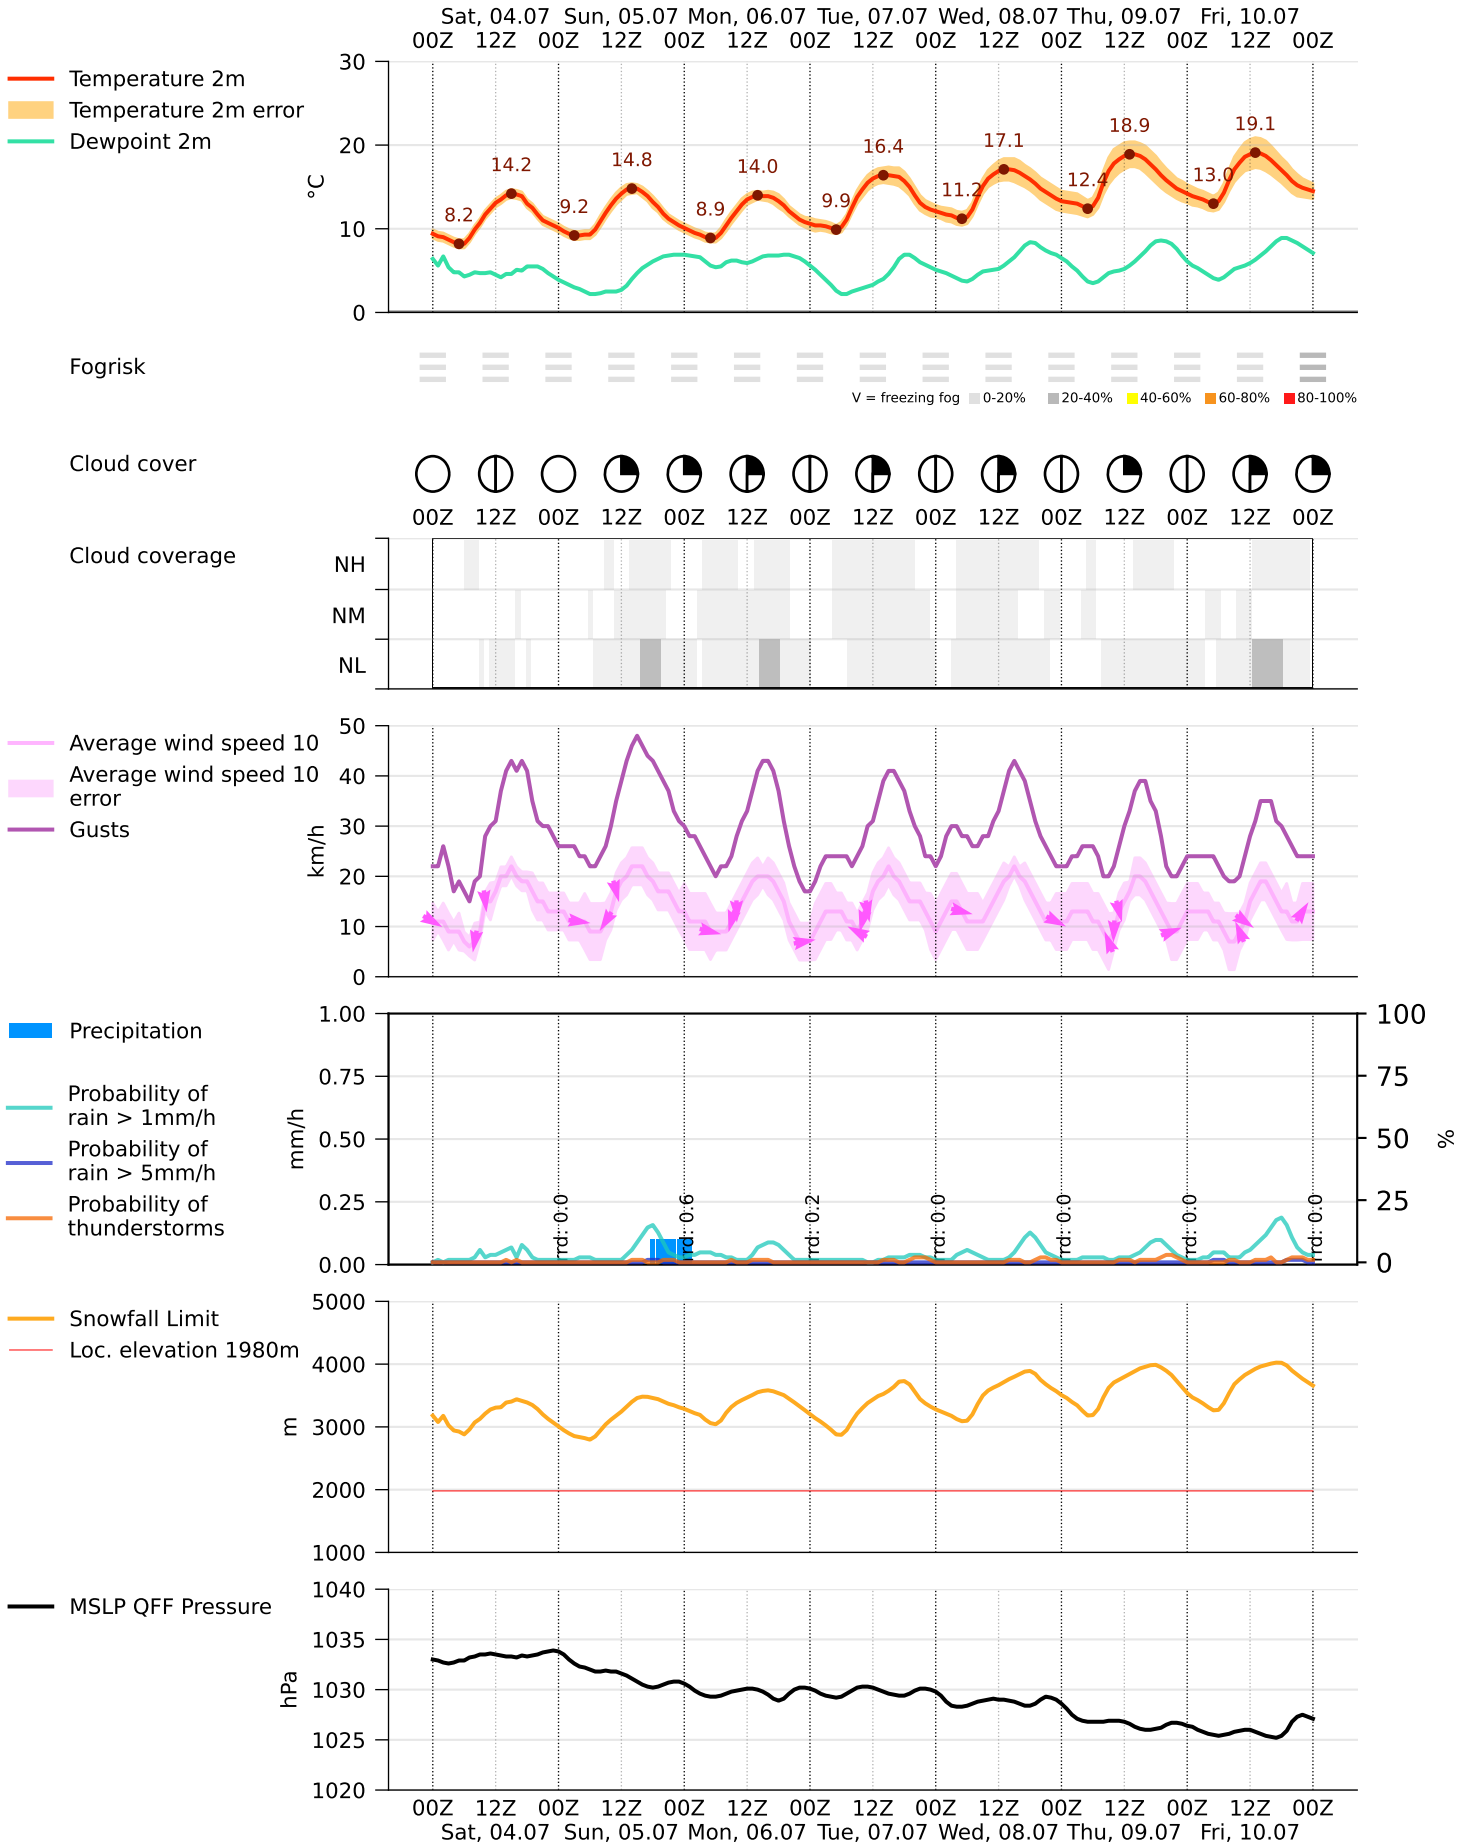 Sat, 04.07 Sun, 05.07 Mon, 06.07 Tue, 07.07 Wed, 08.07 Thu, 09.07 Fri, 10.07
00Z 12Z 00Z 12Z 00Z 12Z 00Z 12Z 00Z 12Z 00Z 12Z 00Z 12Z 00Z
Temperature 2m
Temperature 2m error
Dewpoint 2m
°C
30
20
10
0
8.2
14.2
9.2
14.8
8.9
14.0
9.9
16.4
11.2
17.1
12.4
18.9
13.0
19.1
Fogrisk
V = freezing fog 0-20% 20-40% 40-60% 60-80% 80-100%
Cloud cover
00Z 12Z 00Z 12Z 00Z 12Z 00Z 12Z 00Z 12Z 00Z 12Z 00Z 12Z 00Z
Cloud coverage
NH
NM
NL
Average wind speed 10
Average wind speed 10
error
Gusts
km/h
50
40
30
20
10
0
Precipitation
Probability of
rain > 1mm/h
Probability of
rain > 5mm/h
Probability of
thunderstorms
mm/h
1.00
0.75
0.50
0.25
0.00
rrd: 0.0
rrd: 0.6
rrd: 0.2
rrd: 0.0
rrd: 0.0
rrd: 0.0
rrd: 0.0
100
75
50
25
0
%
Snowfall Limit
Loc. elevation 1980m
m
5000
4000
3000
2000
1000
MSLP QFF Pressure
hPa
1040
1035
1030
1025
1020
00Z 12Z 00Z 12Z 00Z 12Z 00Z 12Z 00Z 12Z 00Z 12Z 00Z 12Z 00Z
Sat, 04.07 Sun, 05.07 Mon, 06.07 Tue, 07.07 Wed, 08.07 Thu, 09.07 Fri, 10.07